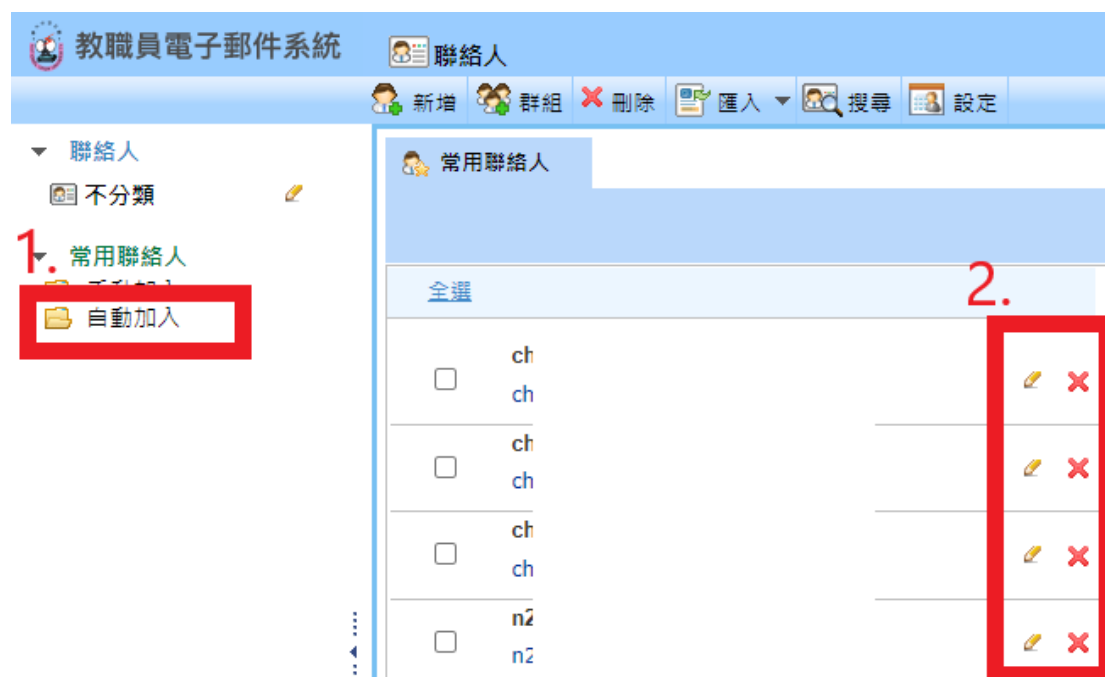 教職員電子郵件系統
聯絡人
新增 群組 刪除 匯入 搜尋 設定
聯絡人
不分類
1.
常用聯絡人
自動加入
常用聯絡人
全選
2.
ch
ch
ch
ch
ch
ch
n2
n2